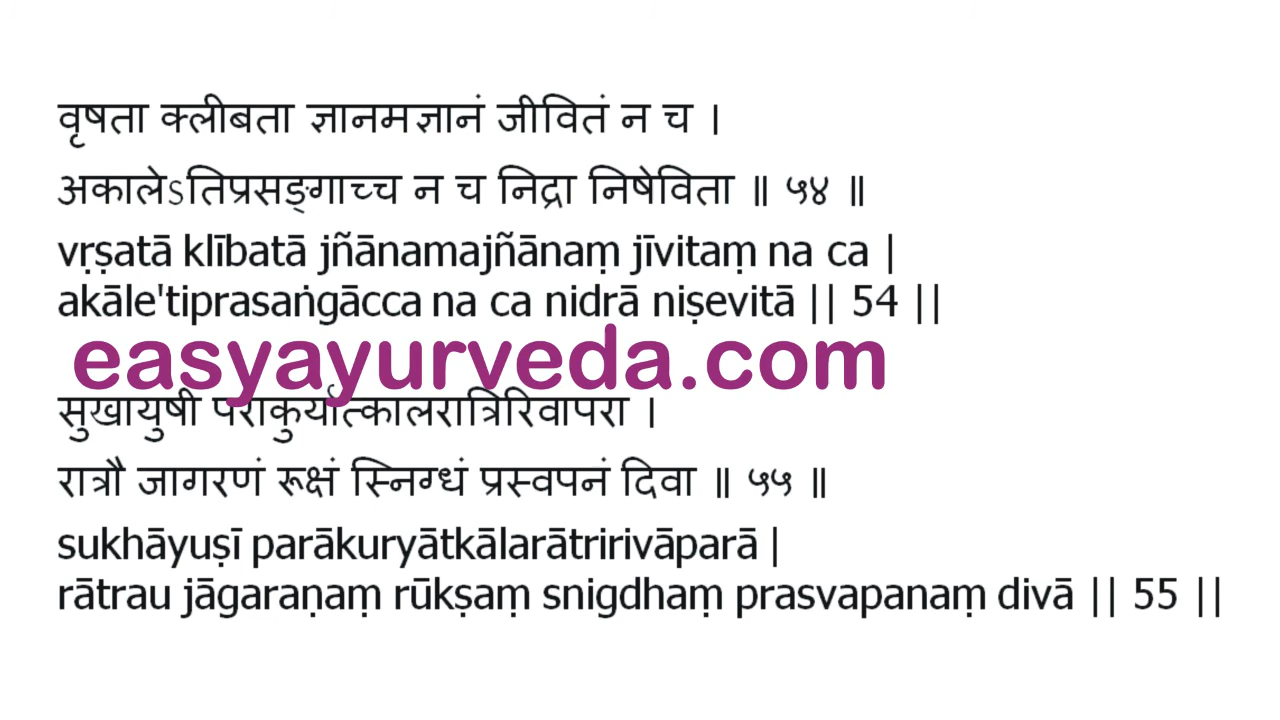 वृषता क्लीबता ज्ञानमज्ञानं जीवितं न च ।
अकालेऽतिप्रसङ्गाच्च न च निद्रा निषेविता ॥ ५४ ॥
vṛṣatā klībatā jñānamajñānaṃ jīvitaṃ na ca |
akāle'tiprasaṅgācca na ca nidrā niṣevitā || 54 ||
easyayurveda.com
सुखायुषी पराकुर्यात्कालरात्रिरिवापरा ।
रात्रौ जागरणं रूक्षं स्निग्धं प्रस्वपनं दिवा ॥ ५५ ॥
sukhāyuṣī parākuryātkālarātririvāparā |
rātrau jāgaraṇaṃ rūkṣaṃ snigdhaṃ prasvapanaṃ divā || 55 ||